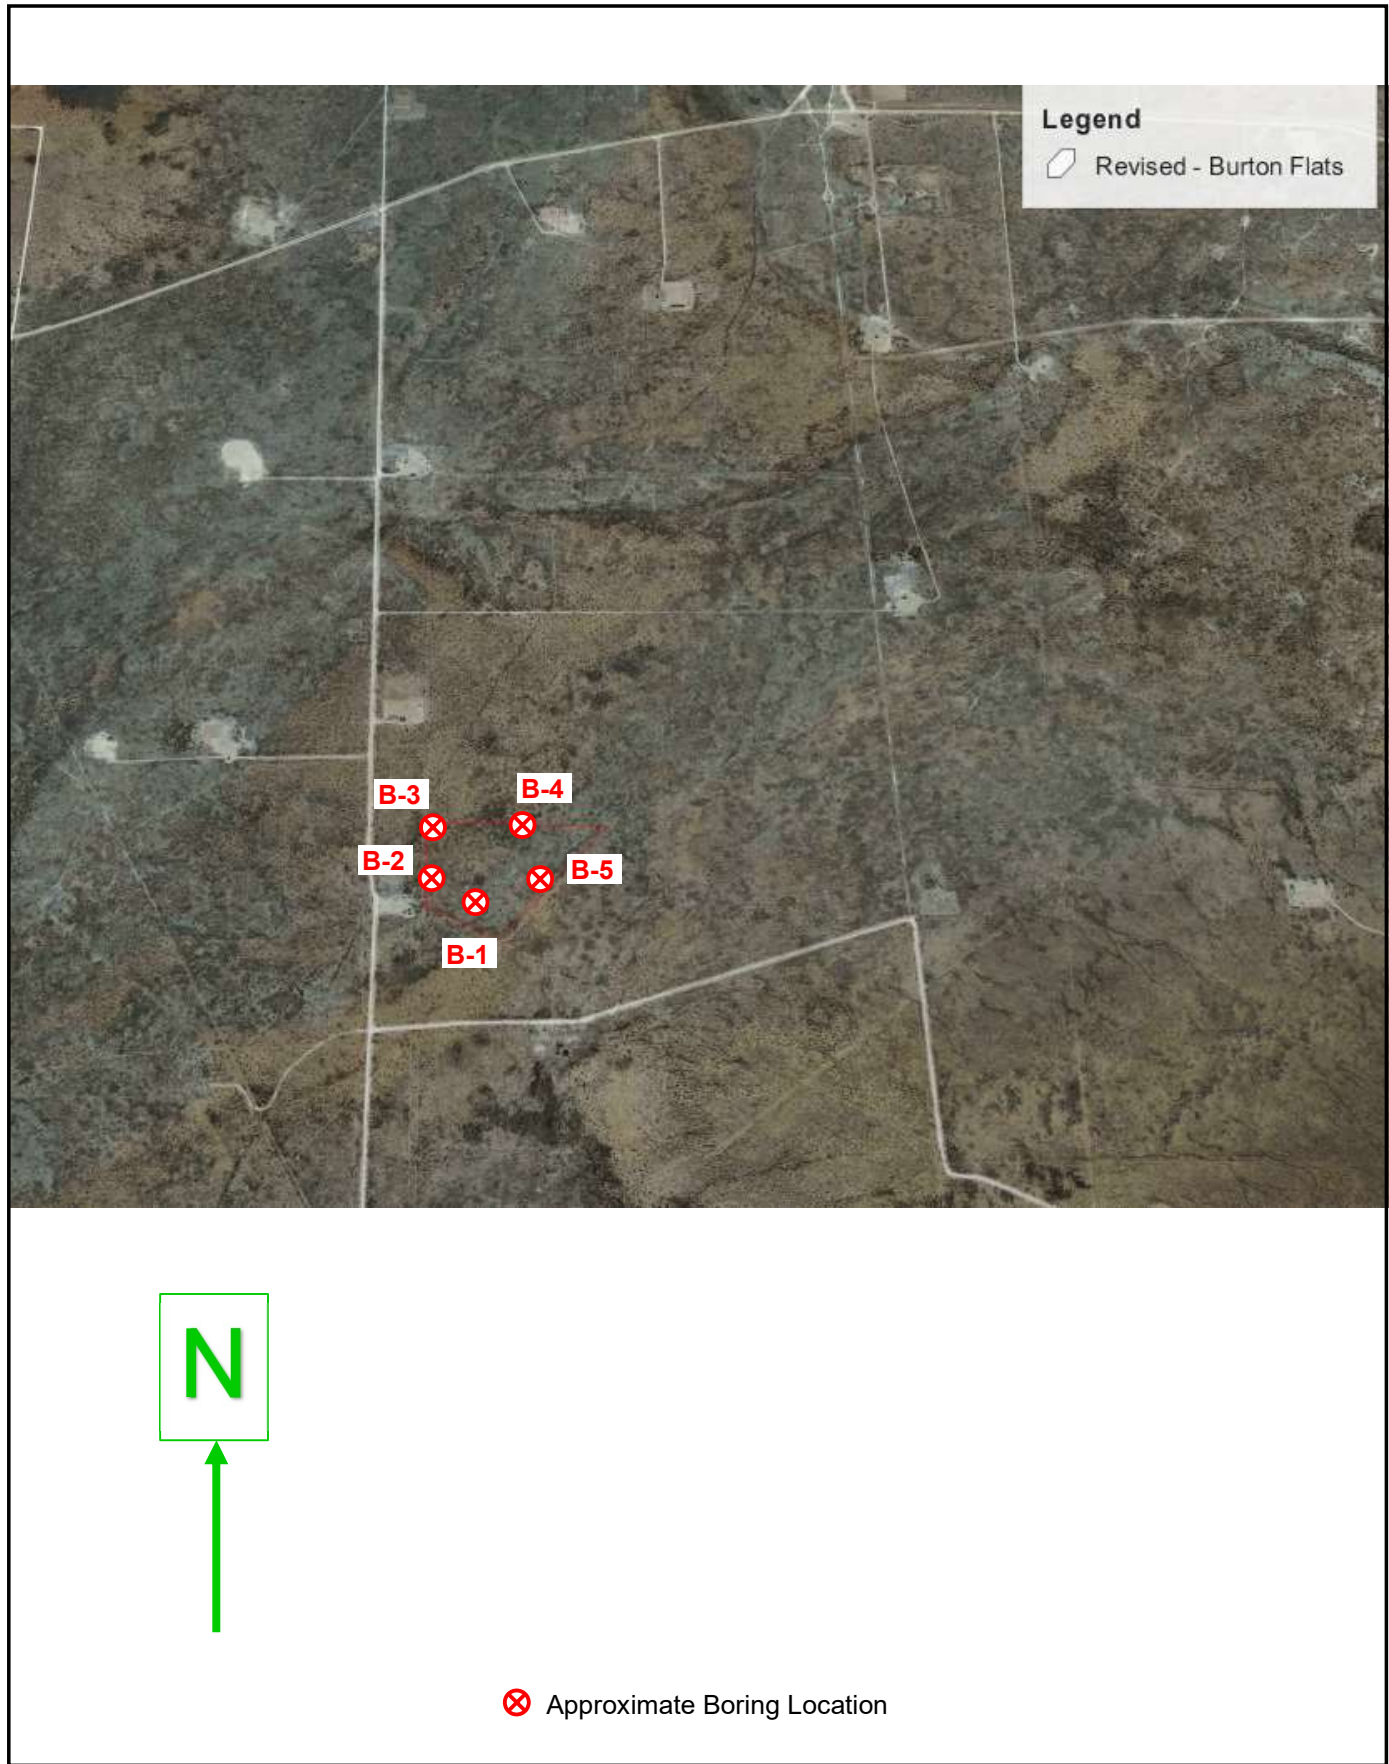 Legend
Revised - Burton Flats
B-3
B-4
B-2
B-5
B-1
N
Approximate Boring Location